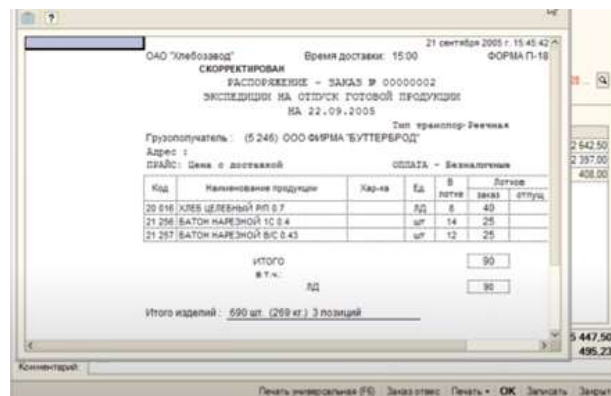 21 сентября 2005 г. 15:45:42
ОАО "Хлебозавод" Время доставки: 15:00 ФОРМА П-18
СКОРРЕКТИРОВАН
РАСПОРЯЖЕНИЕ - ЗАКАЗ № 00000002
ЭКСПЕДИЦИИ НА ОТПУСК ГОТОВОЙ ПРОДУКЦИИ
НА 22.09.2005
Тип транспор-Реечная
Грузополучатель : (5 246) ООО ФИРМА "БУТТЕРБРОД"
Адрес :
ПРАЙС: Цена с доставкой ОПЛАТА - Безналичные
Код Наименование продукции Хар-ка Ед В лотке Лотков заказ отпущ
20 016 ХЛЕБ ЦЕЛЕБНЫЙ Р/П 0.7 ЛД 8 40
21 256 БАТОН НАРЕЗНОЙ 1С 0.4 шт 14 25
21 257 БАТОН НАРЕЗНОЙ В/С 0.43 шт 12 25
ИТОГО 90
в т.ч.:
ЛД 90
Итого изделий : 690 шт. (269 кг.) 3 позиций
2 642,50
2 397,00
408,00
5 447,50
495,23
Комментарий:
Печать универсальная (F6) Заказ отвес Печать OK Записать Закрыт